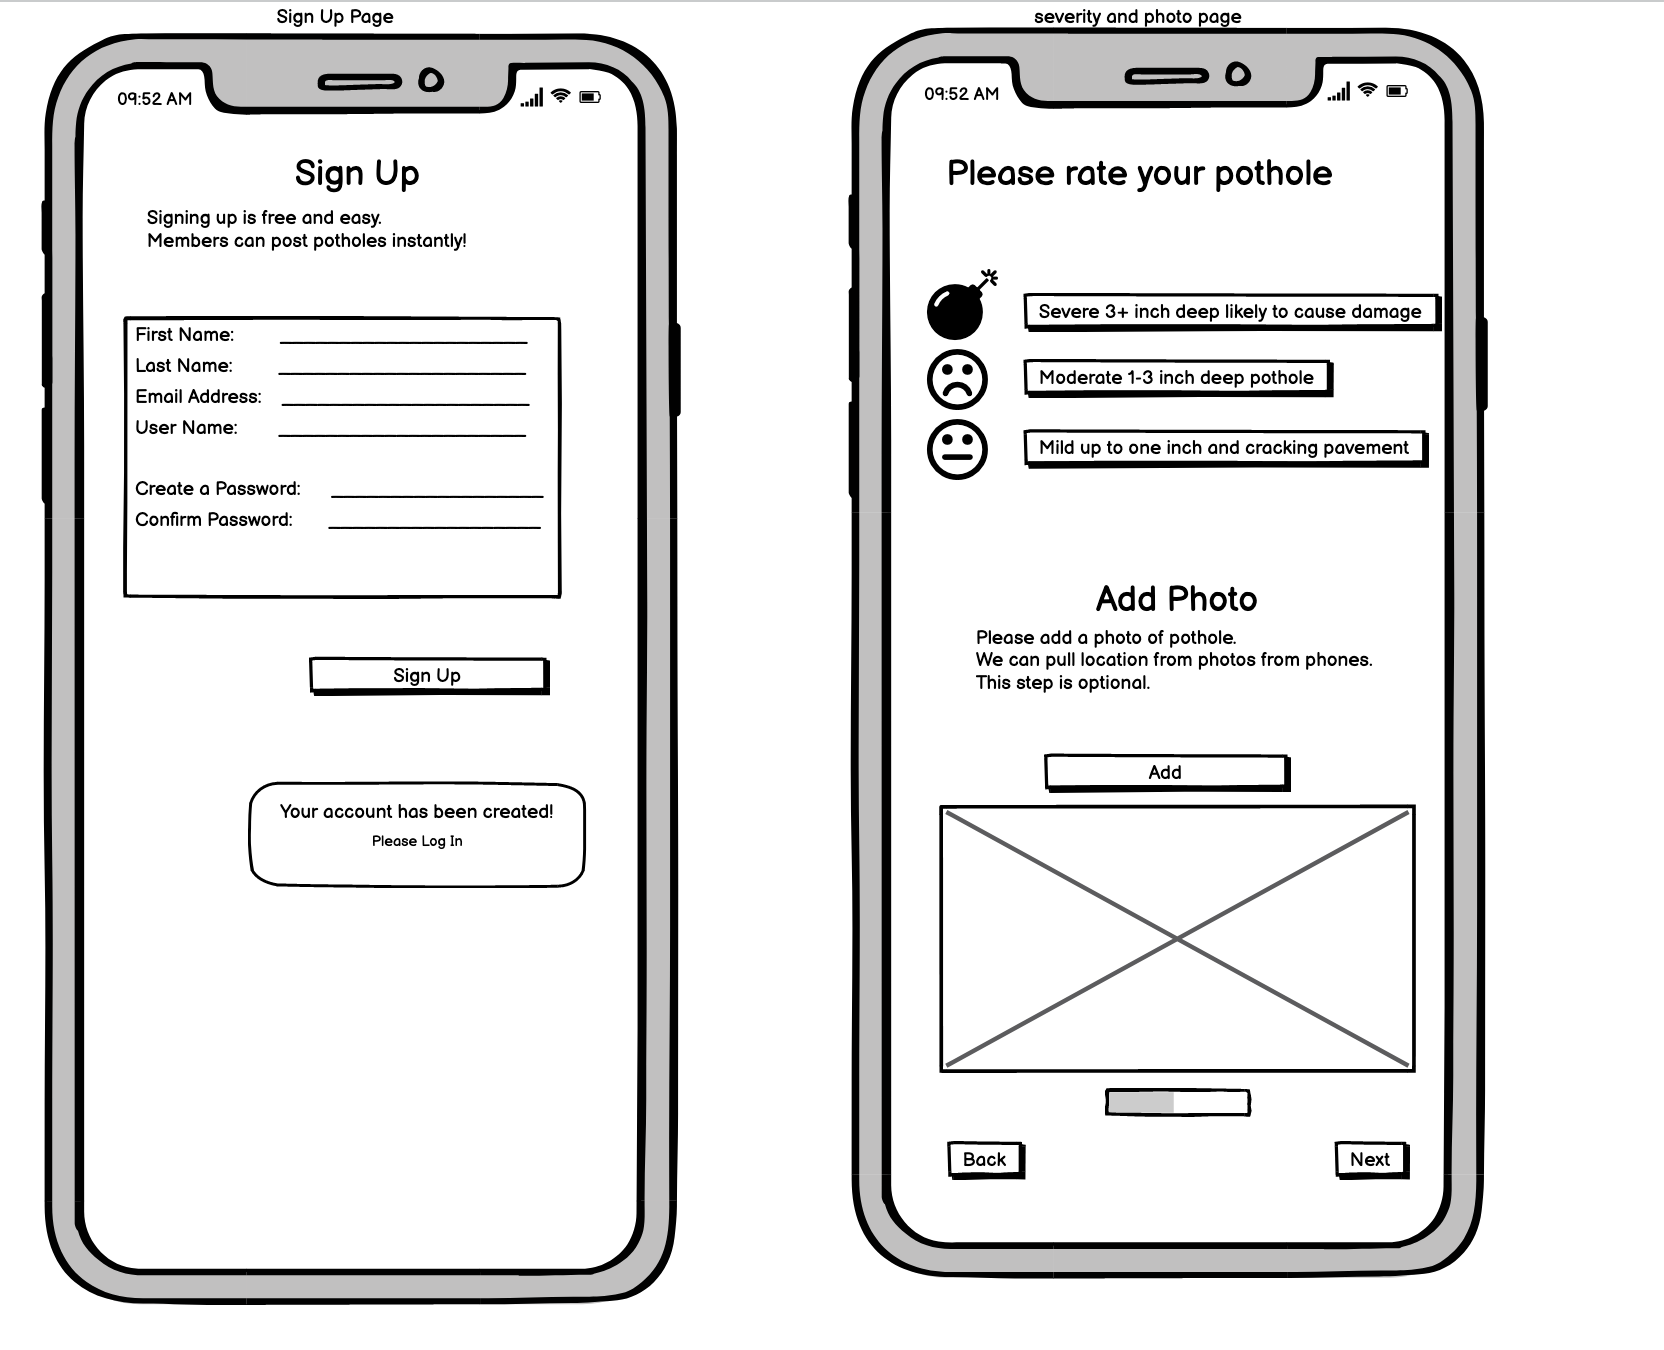 Sign Up Page
09:52 AM
Sign Up
Signing up is free and easy.
Members can post potholes instantly!
First Name:
Last Name:
Email Address:
User Name:
Create a Password:
Confirm Password:
Sign Up
Your account has been created!
Please Log In
severity and photo page
09:52 AM
Please rate your pothole
Severe 3+ inch deep likely to cause damage
Moderate 1-3 inch deep pothole
Mild up to one inch and cracking pavement
Add Photo
Please add a photo of pothole.
We can pull location from photos from phones.
This step is optional.
Add
Back
Next